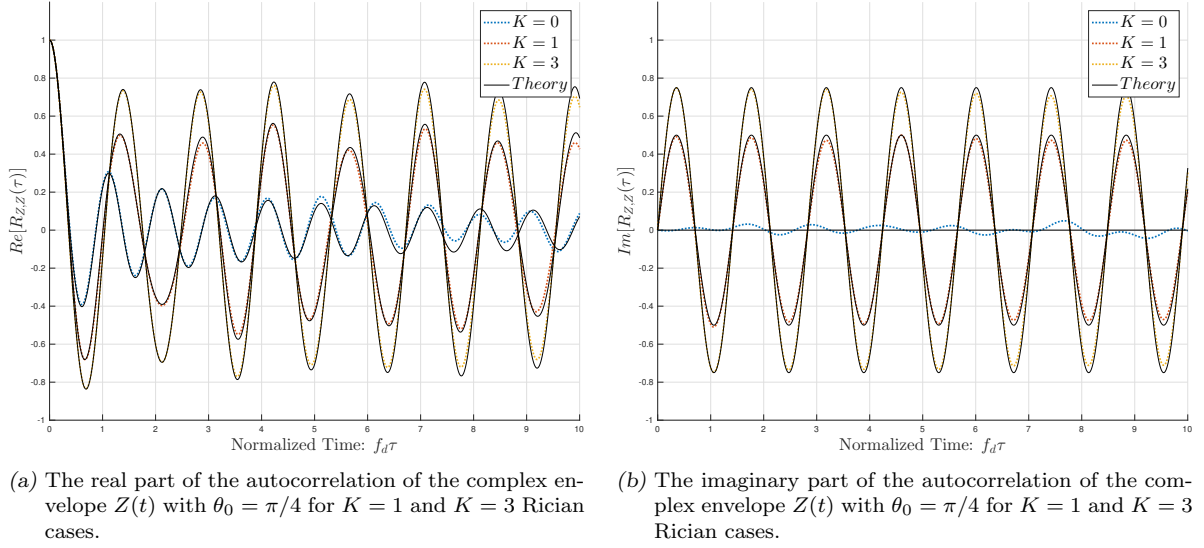 K = 0
K = 1
K = 3
Theory
1
0.8
0.6
0.4
0.2
0
-0.2
-0.4
-0.6
-0.8
-1
Re[R_{Z,Z}(τ)]
0 1 2 3 4 5 6 7 8 9 10
Normalized Time: f_dτ
(a) The real part of the autocorrelation of the complex en-
velope Z(t) with θ_0 = π/4 for K = 1 and K = 3 Rician
cases.
K = 0
K = 1
K = 3
Theory
1
0.8
0.6
0.4
0.2
0
-0.2
-0.4
-0.6
-0.8
-1
Im[R_{Z,Z}(τ)]
0 1 2 3 4 5 6 7 8 9 10
Normalized Time: f_dτ
(b) The imaginary part of the autocorrelation of the com-
plex envelope Z(t) with θ_0 = π/4 for K = 1 and K = 3
Rician cases.